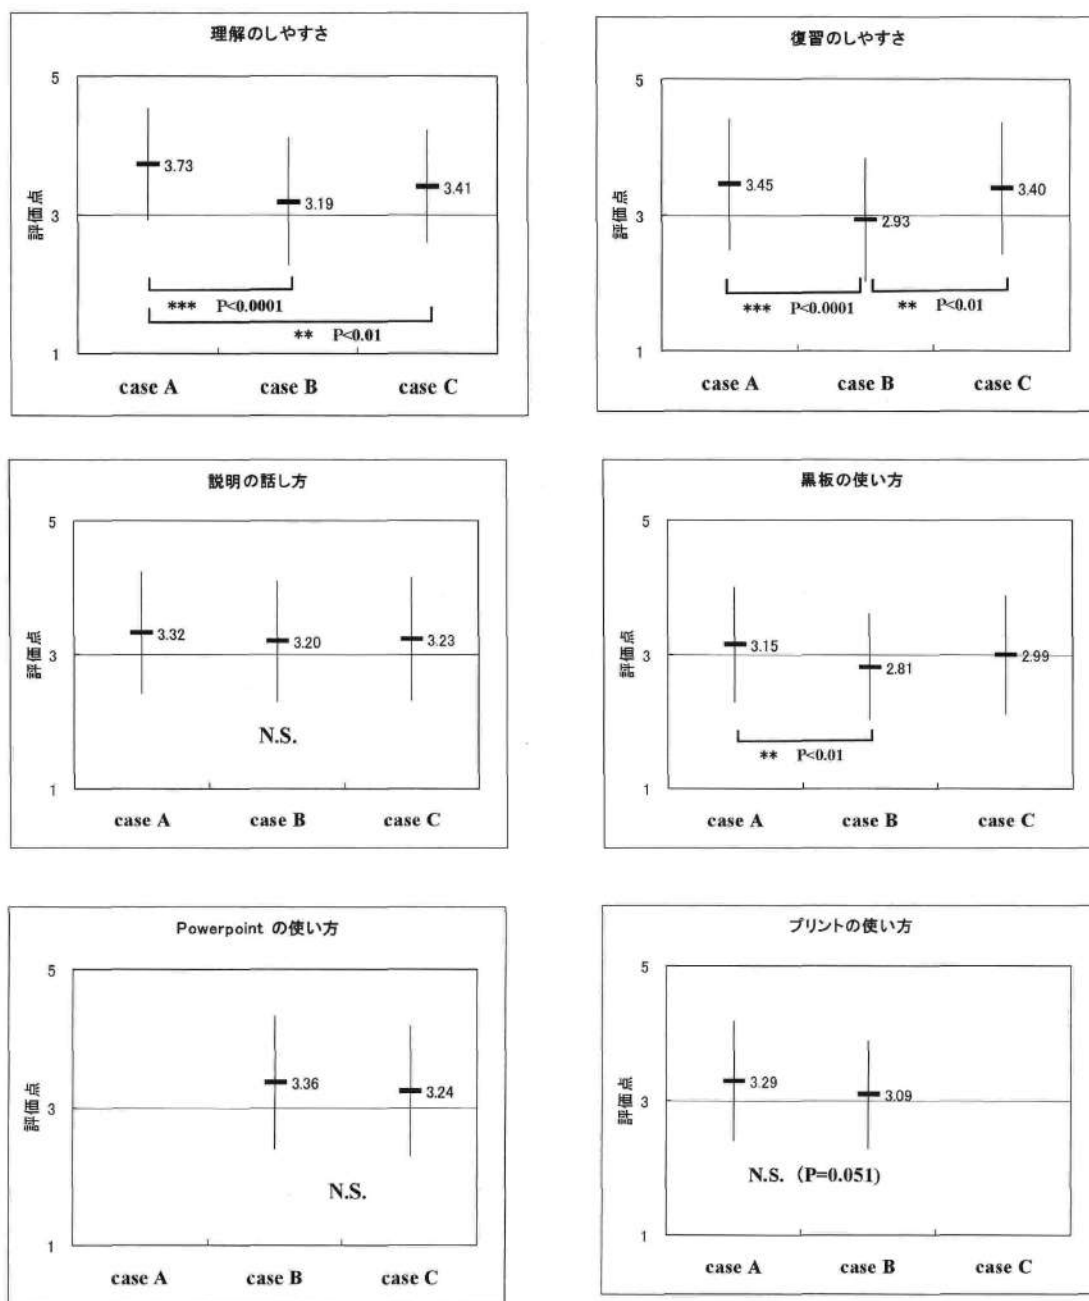 理解のしやすさ
5
3.73
3.19
3.41
評価点
3
*** P<0.0001
** P<0.01
1
case A case B case C
復習のしやすさ
5
3.45
2.93
3.40
評価点
3
*** P<0.0001 ** P<0.01
1
case A case B case C
説明の話し方
5
3.32
3.20
3.23
評価点
3
N.S.
1
case A case B case C
黒板の使い方
5
3.15
2.81
2.99
評価点
3
** P<0.01
1
case A case B case C
Powerpoint の使い方
5
3.36
3.24
評価点
3
N.S.
1
case A case B case C
プリントの使い方
5
3.29
3.09
評価点
3
N.S. (P=0.051)
1
case A case B case C